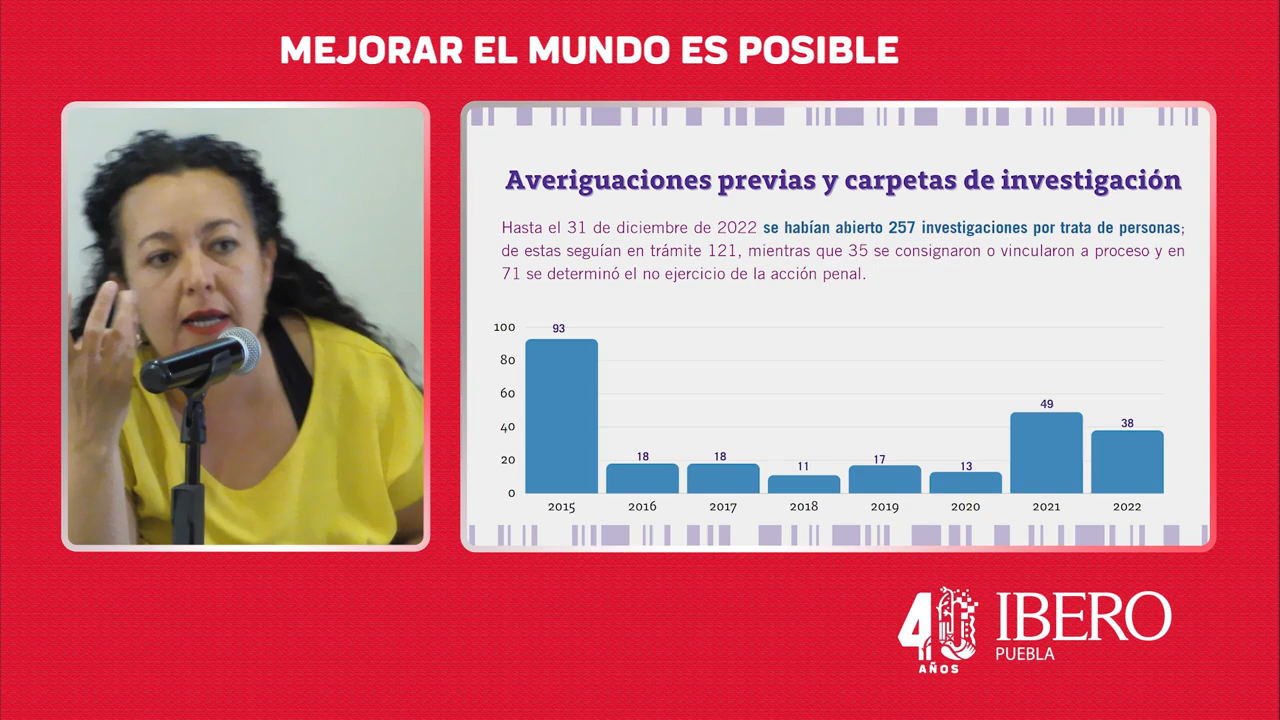 MEJORAR EL MUNDO ES POSIBLE
Averiguaciones previas y carpetas de investigación
Hasta el 31 de diciembre de 2022 se habían abierto 257 investigaciones por trata de personas;
de estas seguían en trámite 121, mientras que 35 se consignaron o vincularon a proceso y en
71 se determinó el no ejercicio de la acción penal.
100
80
60
40
20
0
93
18
18
11
17
13
49
38
2015 2016 2017 2018 2019 2020 2021 2022
40
AÑOS
IBERO
PUEBLA